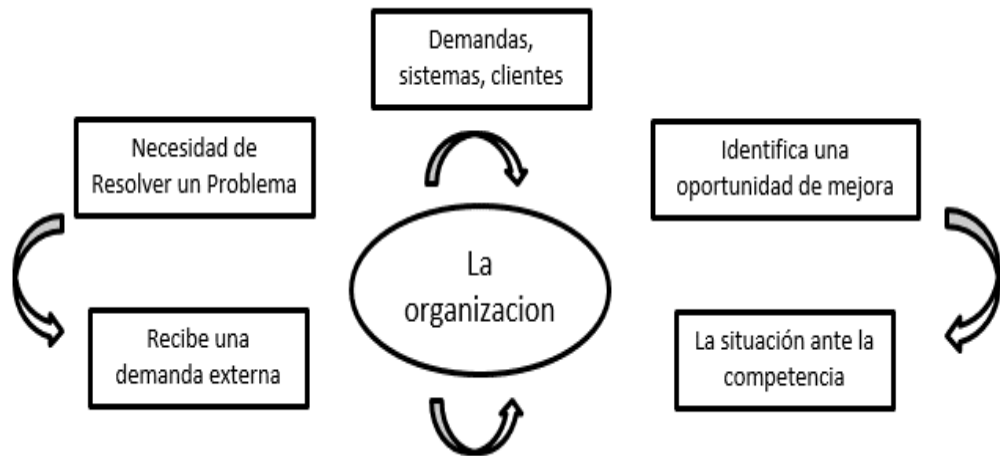 Demandas,
sistemas, clientes
Necesidad de
Resolver un Problema
Identifica una
oportunidad de mejora
La
organizacion
Recibe una
demanda externa
La situación ante la
competencia